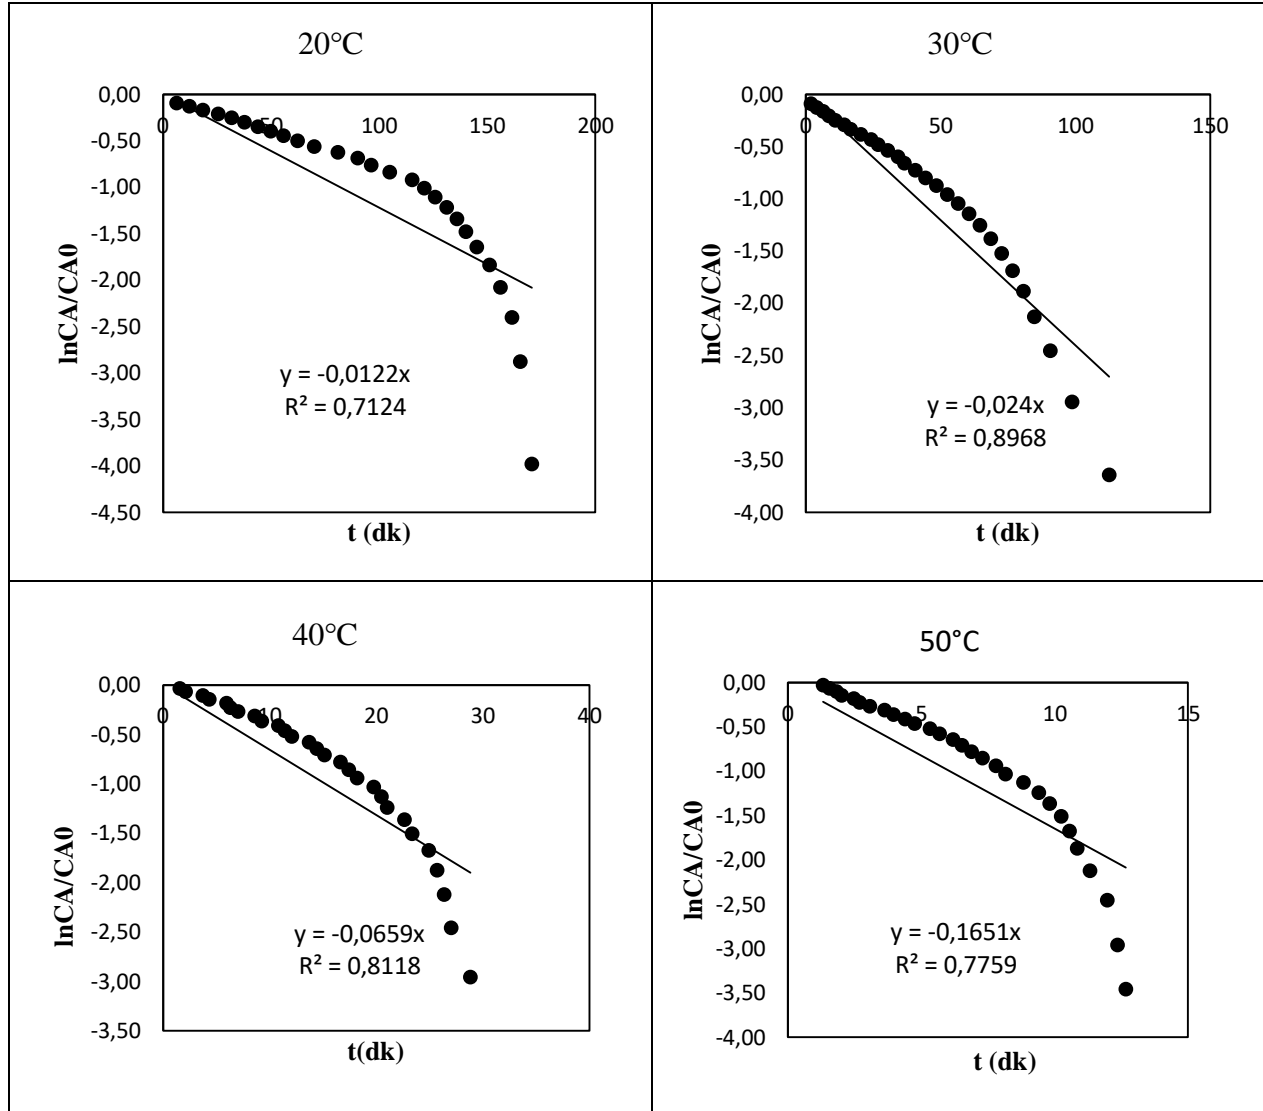 20°C
0,00
-0,50
-1,00
-1,50
-2,00
-2,50
-3,00
-3,50
-4,00
-4,50
0 50 100 150 200
lnCA/CA0
y = -0,0122x
R² = 0,7124
t (dk)
30°C
0,00
-0,50
-1,00
-1,50
-2,00
-2,50
-3,00
-3,50
-4,00
0 50 100 150
lnCA/CA0
y = -0,024x
R² = 0,8968
t (dk)
40°C
0,00
-0,50
-1,00
-1,50
-2,00
-2,50
-3,00
-3,50
0 10 20 30 40
lnCA/CA0
y = -0,0659x
R² = 0,8118
t(dk)
50°C
0,00
-0,50
-1,00
-1,50
-2,00
-2,50
-3,00
-3,50
-4,00
0 5 10 15
lnCA/CA0
y = -0,1651x
R² = 0,7759
t (dk)